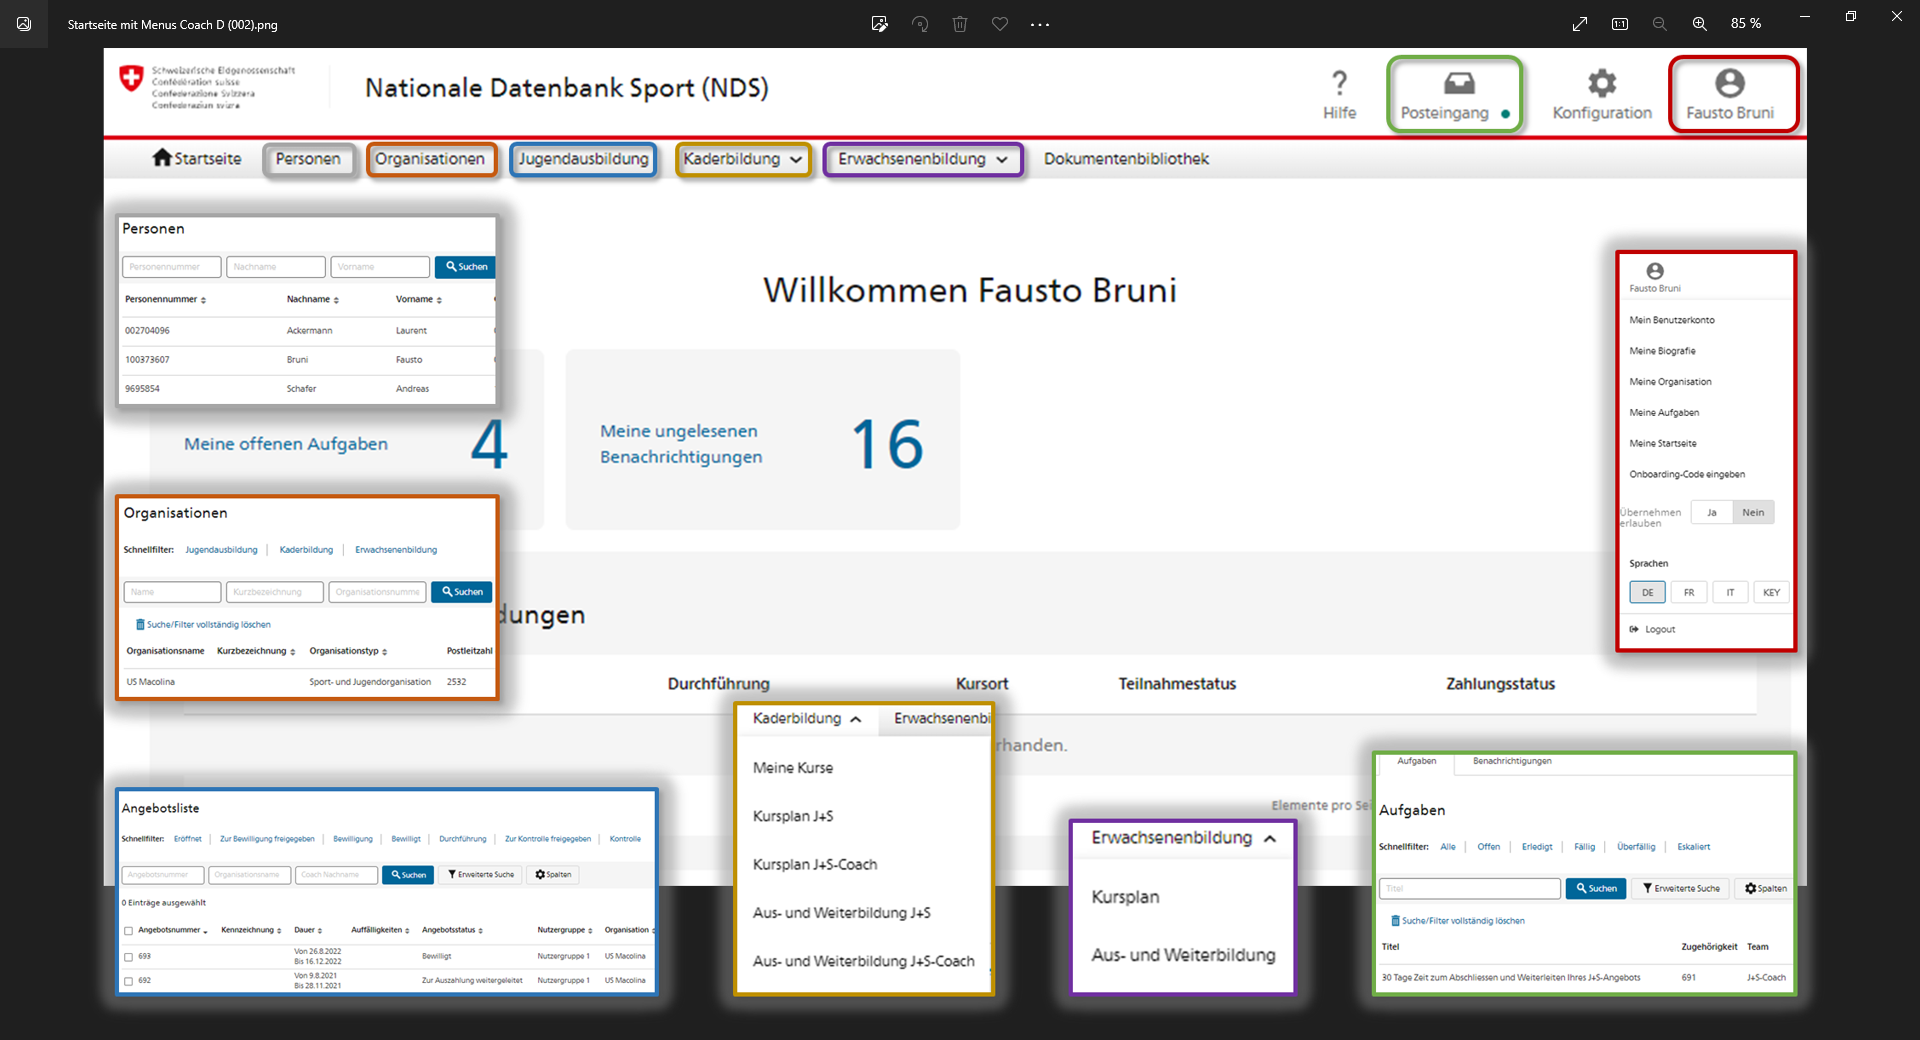 Startseite mit Menus Coach D (002).png
85 %
Schweizerische Eidgenossenschaft
Confédération suisse
Confederazione Svizzera
Confederaziun svizra
Nationale Datenbank Sport (NDS)
Hilfe
Posteingang
Konfiguration
Fausto Bruni
Startseite
Personen
Organisationen
Jugendausbildung
Kaderbildung
Erwachsenenbildung
Dokumentenbibliothek
Personen
Personennummer
Nachname
Vorname
Suchen
Personennummer Nachname Vorname
002704096 Ackermann Laurent
100373607 Bruni Fausto
9695854 Schafer Andreas
Willkommen Fausto Bruni
Meine offenen Aufgaben
4
Meine ungelesenen
Benachrichtigungen
16
Fausto Bruni
Mein Benutzerkonto
Meine Biografie
Meine Organisation
Meine Aufgaben
Meine Startseite
Onboarding-Code eingeben
Übernehmen
erlauben
Ja Nein
Sprachen
DE FR IT KEY
Logout
Organisationen
Schnellfilter: Jugendausbildung Kaderbildung Erwachsenenbildung
Name
Kurzbezeichnung
Organisationsnumme
Suchen
Suche/Filter vollständig löschen
Organisationsname Kurzbezeichnung Organisationstyp Postleitzahl
US Macolina Sport- und Jugendorganisation 2532
dungen
Durchführung Kursort Teilnahmestatus Zahlungsstatus
rhanden.
Elemente pro Sei
Angebotsliste
Schnellfilter: Eröffnet Zur Bewilligung freigegeben Bewilligung Bewilligt Durchführung Zur Kontrolle freigegeben Kontrolle
Angebotsnummer
Organisationsname
Coach Nachname
Suchen
Erweiterte Suche
Spalten
0 Einträge ausgewählt
Angebotsnummer Kennzeichnung Dauer Auffälligkeiten Angebotsstatus Nutzergruppe Organisation
693 Von 26.8.2022 Bewilligt Nutzergruppe 1 US Macolina
Bis 16.12.2022
692 Von 9.8.2021 Zur Auszahlung weitergeleitet Nutzergruppe 1 US Macolina
Bis 28.11.2021
Kaderbildung Erwachsenenbi
Meine Kurse
Kursplan J+S
Kursplan J+S-Coach
Aus- und Weiterbildung J+S
Aus- und Weiterbildung J+S-Coach
Erwachsenenbildung
Kursplan
Aus- und Weiterbildung
Aufgaben Benachrichtigungen
Aufgaben
Schnellfilter: Alle Offen Erledigt Fällig Überfällig Eskaliert
Titel
Suchen
Erweiterte Suche
Spalten
Suche/Filter vollständig löschen
Titel Zugehörigkeit Team
30 Tage Zeit zum Abschliessen und Weiterleiten Ihres J+S-Angebots 691 J+S-Coach